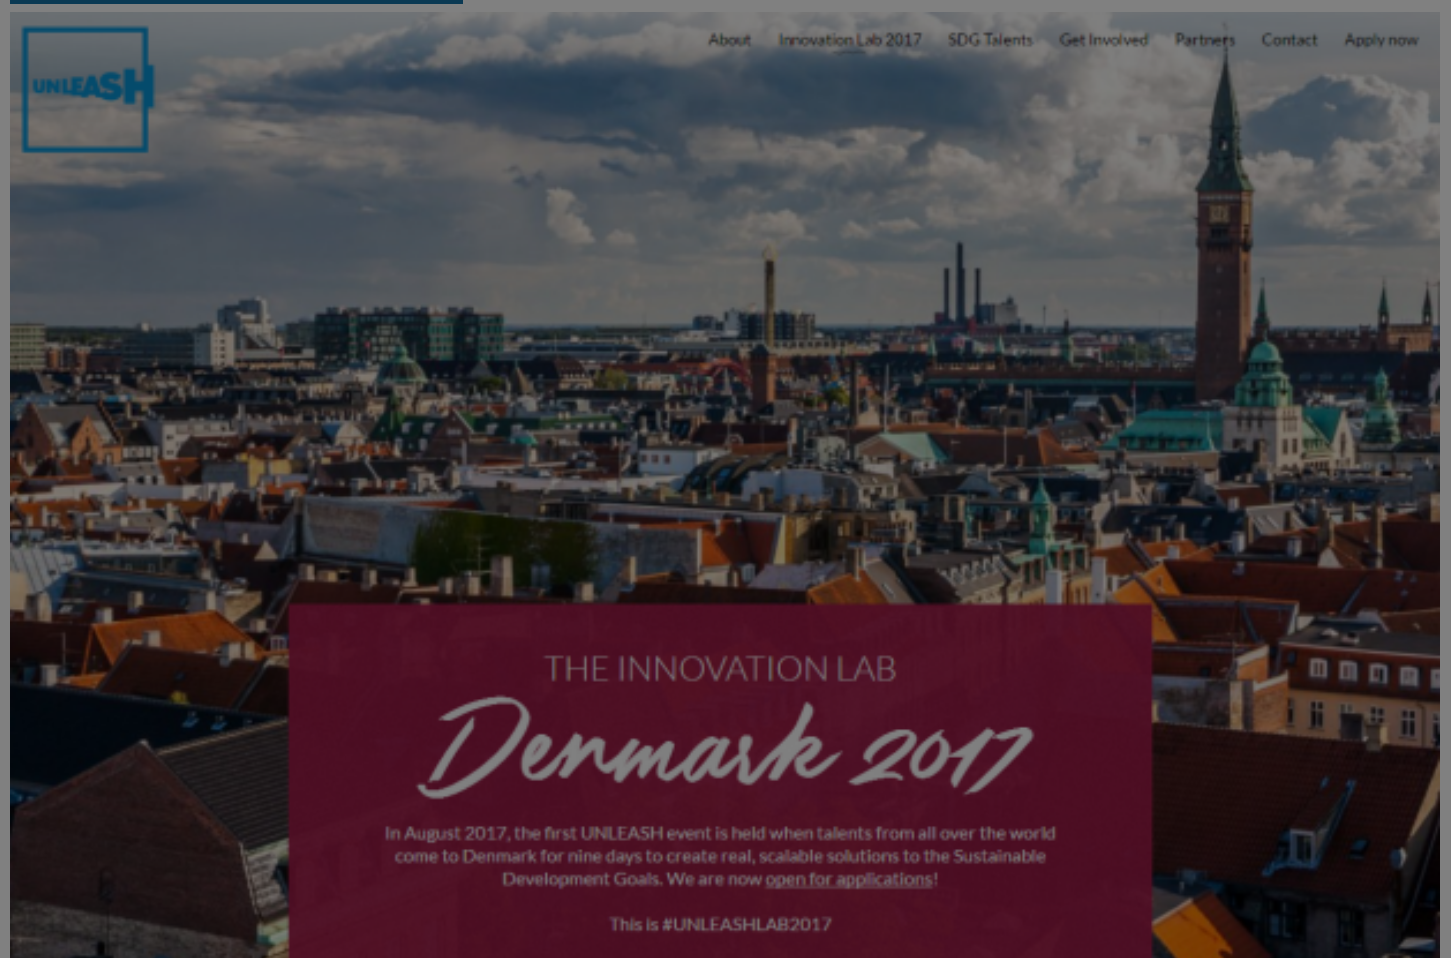 UNLEASH
About Innovation Lab 2017 SDG Talents Get Involved Partners Contact Apply now
THE INNOVATION LAB
Denmark 2017
In August 2017, the first UNLEASH event is held when talents from all over the world
come to Denmark for nine days to create real, scalable solutions to the Sustainable
Development Goals. We are now open for applications!
This is #UNLEASHLAB2017